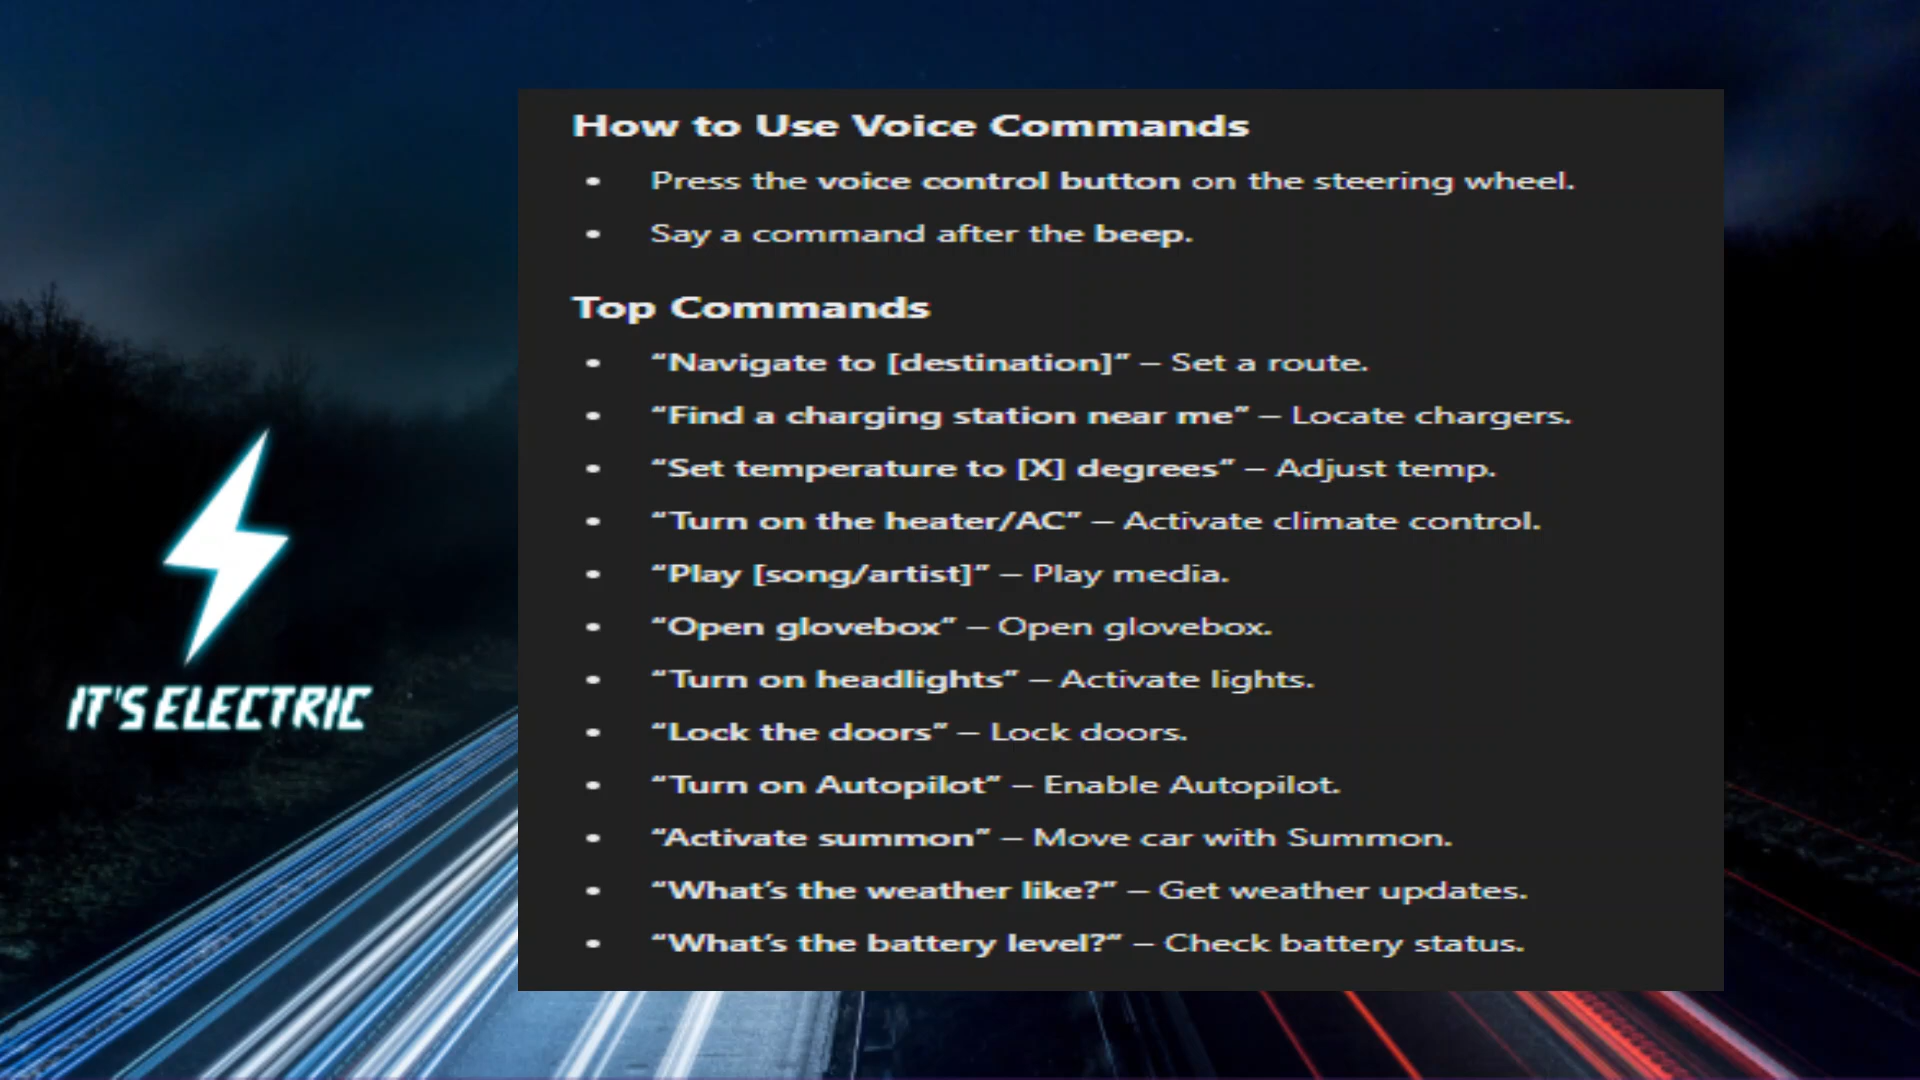 How to Use Voice Commands
• Press the voice control button on the steering wheel.
• Say a command after the beep.
Top Commands
• “Navigate to [destination]” – Set a route.
• “Find a charging station near me” – Locate chargers.
• “Set temperature to [X] degrees” – Adjust temp.
• “Turn on the heater/AC” – Activate climate control.
• “Play [song/artist]” – Play media.
• “Open glovebox” – Open glovebox.
• “Turn on headlights” – Activate lights.
• “Lock the doors” – Lock doors.
• “Turn on Autopilot” – Enable Autopilot.
• “Activate summon” – Move car with Summon.
• “What’s the weather like?” – Get weather updates.
• “What’s the battery level?” – Check battery status.
IT'S ELECTRIC